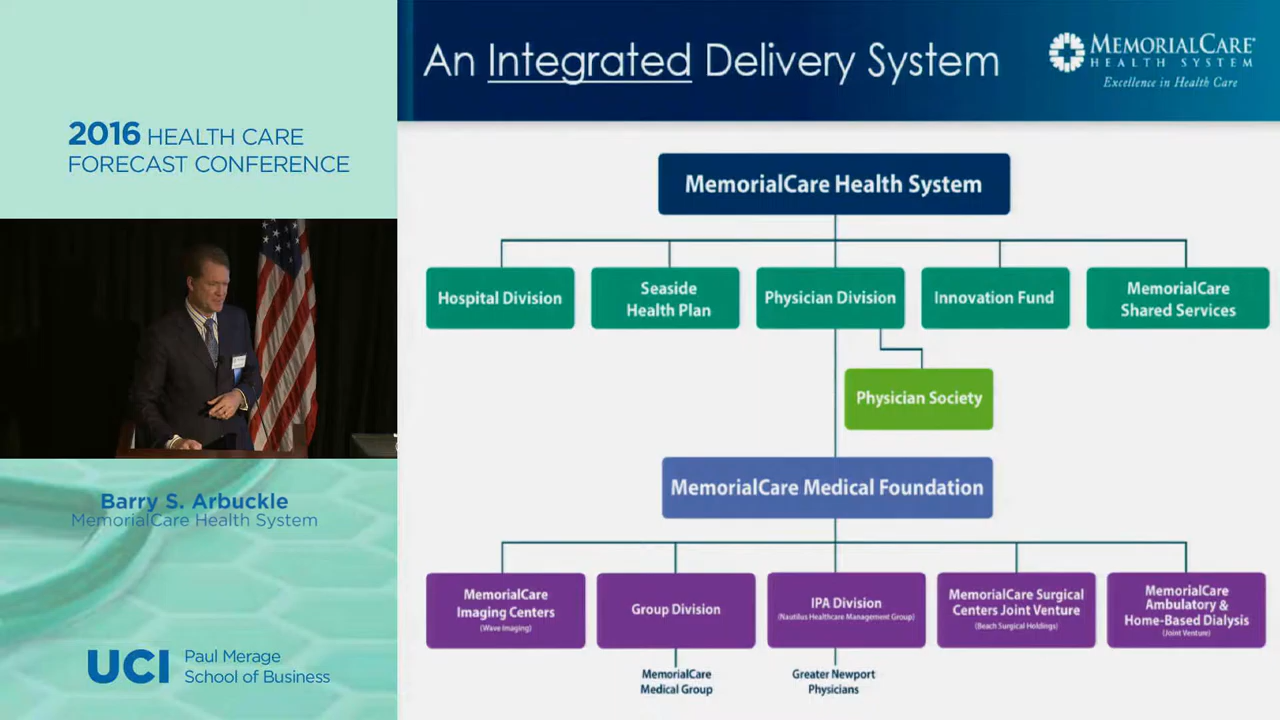 2016 HEALTH CARE
FORECAST CONFERENCE
Barry S. Arbuckle
MemorialCare Health System
UCI Paul Merage
School of Business
An Integrated Delivery System
MEMORIALCARE®
HEALTH SYSTEM
Excellence in Health Care
MemorialCare Health System
Hospital Division
Seaside
Health Plan
Physician Division
Innovation Fund
MemorialCare
Shared Services
Physician Society
MemorialCare Medical Foundation
MemorialCare
Imaging Centers
(Wave Imaging)
Group Division
IPA Division
(Nautilus Healthcare Management Group)
MemorialCare Surgical
Centers Joint Venture
(Beach Surgical Holdings)
MemorialCare
Ambulatory &
Home-Based Dialysis
(Joint Venture)
MemorialCare
Medical Group
Greater Newport
Physicians